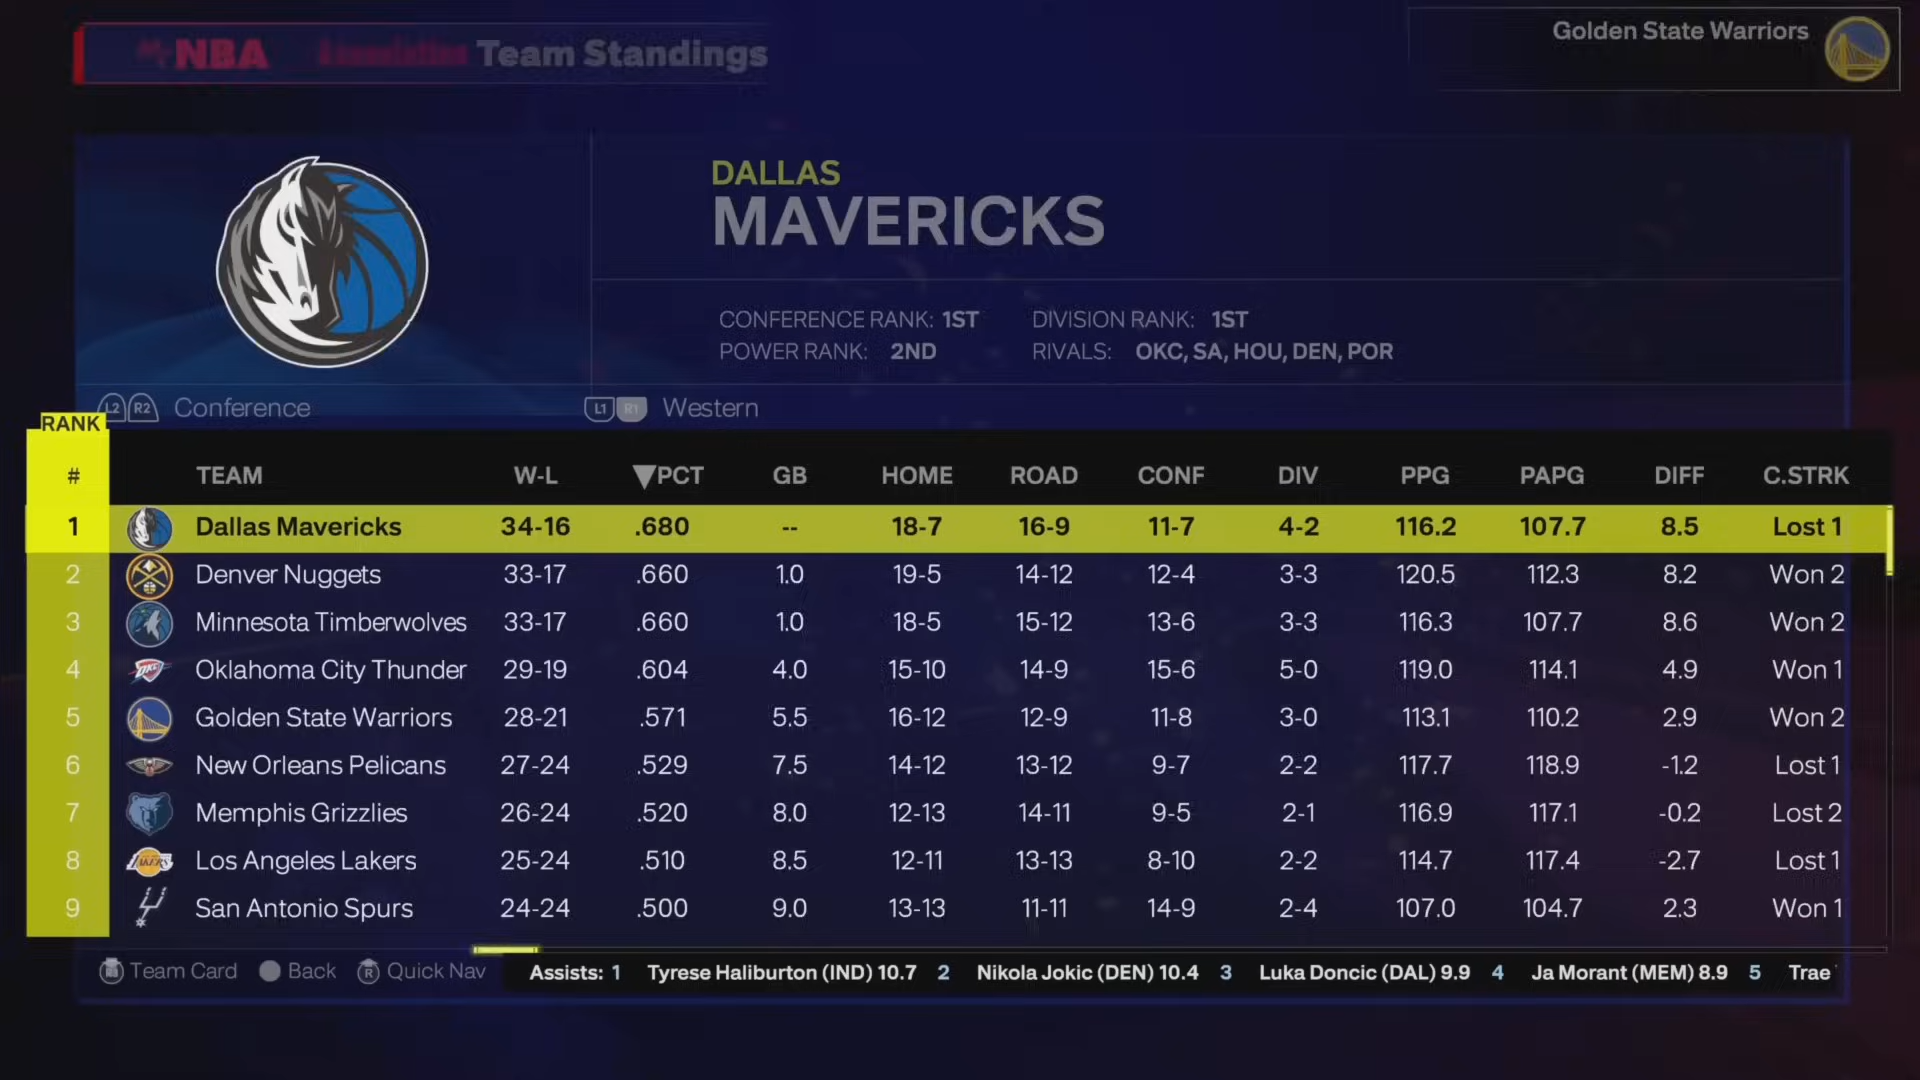 MyNBA Association Team Standings
Golden State Warriors
DALLAS
MAVERICKS
CONFERENCE RANK: 1ST DIVISION RANK: 1ST
POWER RANK: 2ND RIVALS: OKC, SA, HOU, DEN, POR
L2 R2 Conference L1 R1 Western
RANK
# TEAM W-L ▼PCT GB HOME ROAD CONF DIV PPG PAPG DIFF C.STRK
1 Dallas Mavericks 34-16 .680 -- 18-7 16-9 11-7 4-2 116.2 107.7 8.5 Lost 1
2 Denver Nuggets 33-17 .660 1.0 19-5 14-12 12-4 3-3 120.5 112.3 8.2 Won 2
3 Minnesota Timberwolves 33-17 .660 1.0 18-5 15-12 13-6 3-3 116.3 107.7 8.6 Won 2
4 OKC Oklahoma City Thunder 29-19 .604 4.0 15-10 14-9 15-6 5-0 119.0 114.1 4.9 Won 1
5 Golden State Warriors 28-21 .571 5.5 16-12 12-9 11-8 3-0 113.1 110.2 2.9 Won 2
6 New Orleans Pelicans 27-24 .529 7.5 14-12 13-12 9-7 2-2 117.7 118.9 -1.2 Lost 1
7 Memphis Grizzlies 26-24 .520 8.0 12-13 14-11 9-5 2-1 116.9 117.1 -0.2 Lost 2
8 LAKERS Los Angeles Lakers 25-24 .510 8.5 12-11 13-13 8-10 2-2 114.7 117.4 -2.7 Lost 1
9 San Antonio Spurs 24-24 .500 9.0 13-13 11-11 14-9 2-4 107.0 104.7 2.3 Won 1
Team Card Back R Quick Nav Assists: 1 Tyrese Haliburton (IND) 10.7 2 Nikola Jokic (DEN) 10.4 3 Luka Doncic (DAL) 9.9 4 Ja Morant (MEM) 8.9 5 Trae